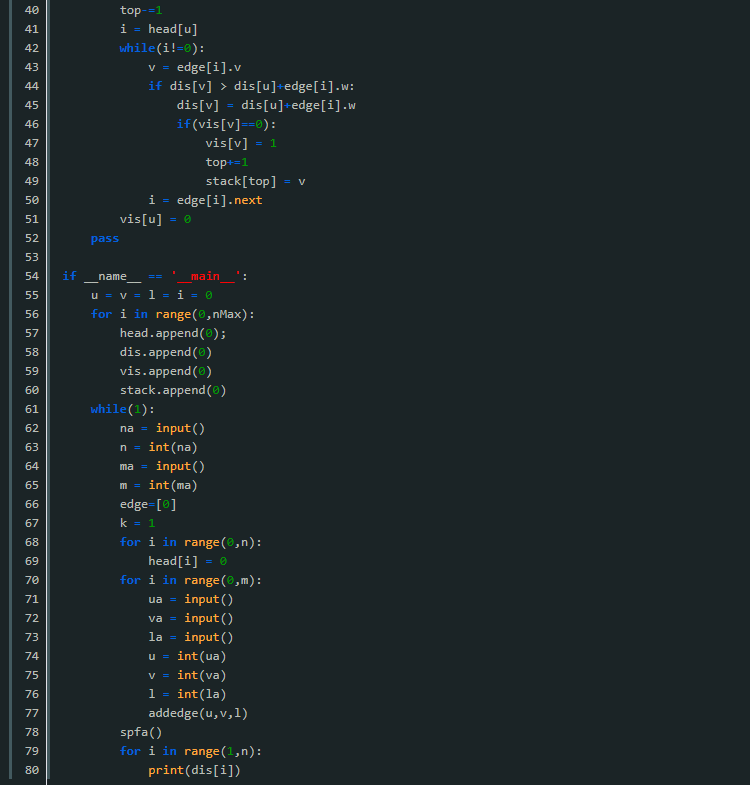 40 top-=1
41 i = head[u]
42 while(i!=0):
43 v = edge[i].v
44 if dis[v] > dis[u]+edge[i].w:
45 dis[v] = dis[u]+edge[i].w
46 if(vis[v]==0):
47 vis[v] = 1
48 top+=1
49 stack[top] = v
50 i = edge[i].next
51 vis[u] = 0
52 pass
53
54 if __name__ == '__main__':
55 u = v = l = i = 0
56 for i in range(0,nMax):
57 head.append(0);
58 dis.append(0)
59 vis.append(0)
60 stack.append(0)
61 while(1):
62 na = input()
63 n = int(na)
64 ma = input()
65 m = int(ma)
66 edge=[0]
67 k = 1
68 for i in range(0,n):
69 head[i] = 0
70 for i in range(0,m):
71 ua = input()
72 va = input()
73 la = input()
74 u = int(ua)
75 v = int(va)
76 l = int(la)
77 addedge(u,v,l)
78 spfa()
79 for i in range(1,n):
80 print(dis[i])